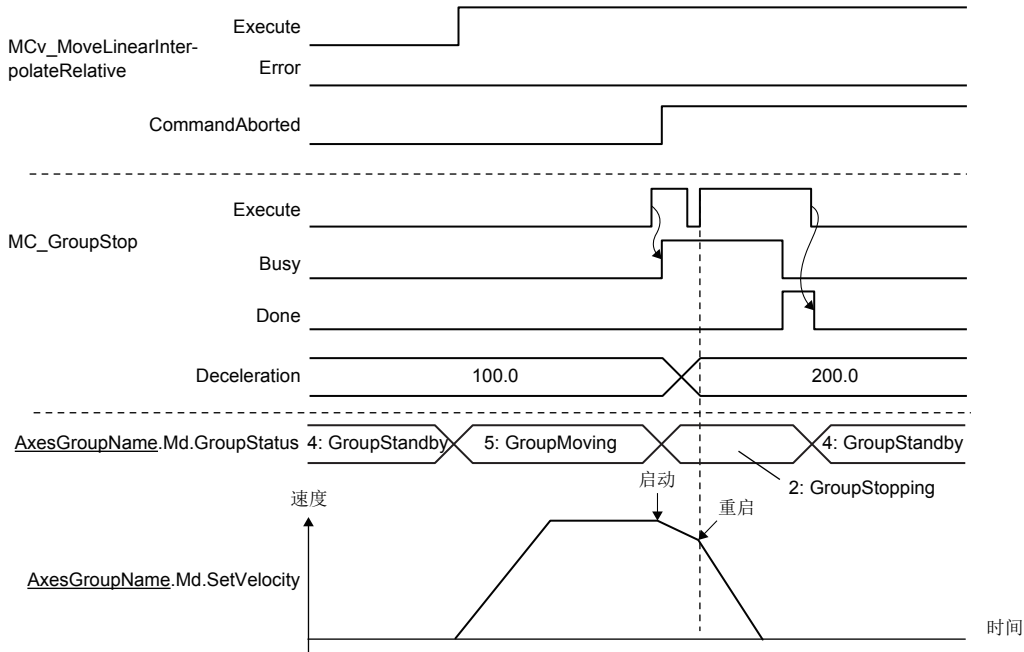 Execute
MCv_MoveLinearInter-
polateRelative
Error
CommandAborted
Execute
MC_GroupStop
Busy
Done
Deceleration 100.0 200.0
AxesGroupName.Md.GroupStatus 4: GroupStandby 5: GroupMoving 4: GroupStandby
2: GroupStopping
启动
速度
重启
AxesGroupName.Md.SetVelocity
时间